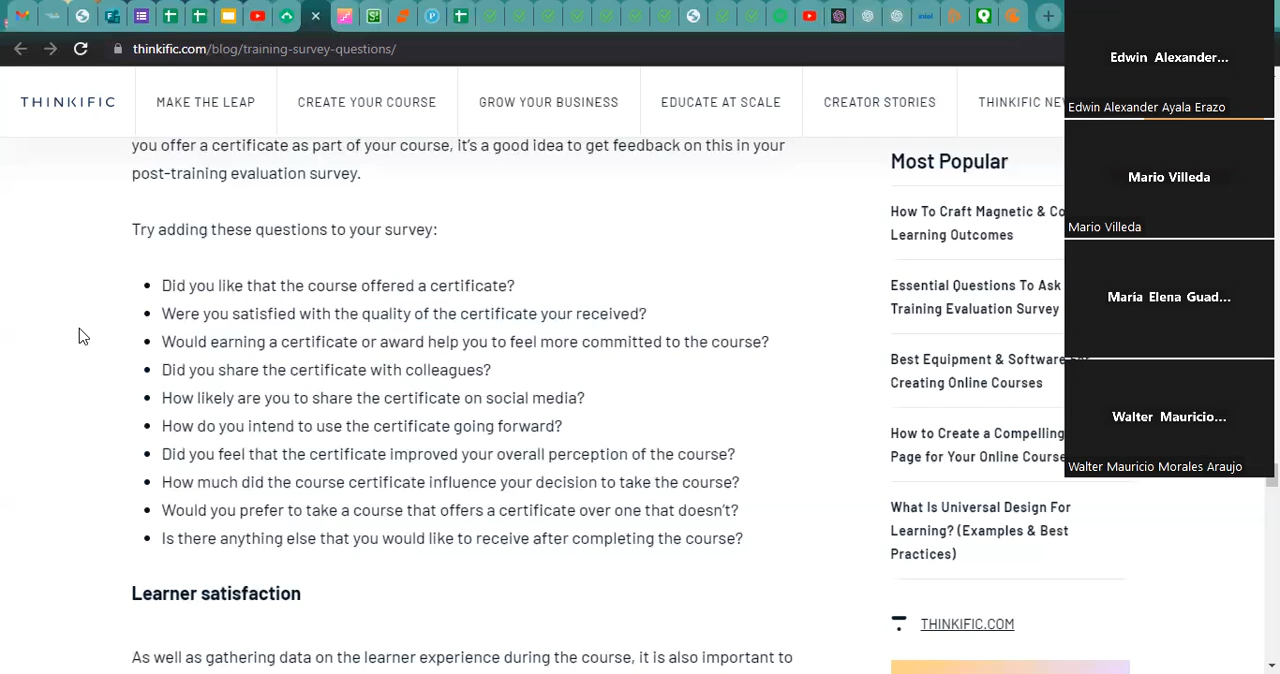 thinkific.com/blog/training-survey-questions/
THINKIFIC
MAKE THE LEAP
CREATE YOUR COURSE
GROW YOUR BUSINESS
EDUCATE AT SCALE
CREATOR STORIES
THINKIFIC
you offer a certificate as part of your course, it's a good idea to get feedback on this in your
post-training evaluation survey.
Try adding these questions to your survey:
• Did you like that the course offered a certificate?
• Were you satisfied with the quality of the certificate your received?
• Would earning a certificate or award help you to feel more committed to the course?
• Did you share the certificate with colleagues?
• How likely are you to share the certificate on social media?
• How do you intend to use the certificate going forward?
• Did you feel that the certificate improved your overall perception of the course?
• How much did the course certificate influence your decision to take the course?
• Would you prefer to take a course that offers a certificate over one that doesn't?
• Is there anything else that you would like to receive after completing the course?
Learner satisfaction
As well as gathering data on the learner experience during the course, it is also important to
Most Popular
How To Craft Magnetic & Co
Learning Outcomes
Essential Questions To Ask
Training Evaluation Survey
Best Equipment & Software
Creating Online Courses
How to Create a Compelling
Page for Your Online Course
What Is Universal Design For
Learning? (Examples & Best
Practices)
THINKIFIC.COM
Edwin Alexander...
Edwin Alexander Ayala Erazo
Mario Villeda
Mario Villeda
María Elena Guad...
Walter Mauricio...
Walter Mauricio Morales Araujo